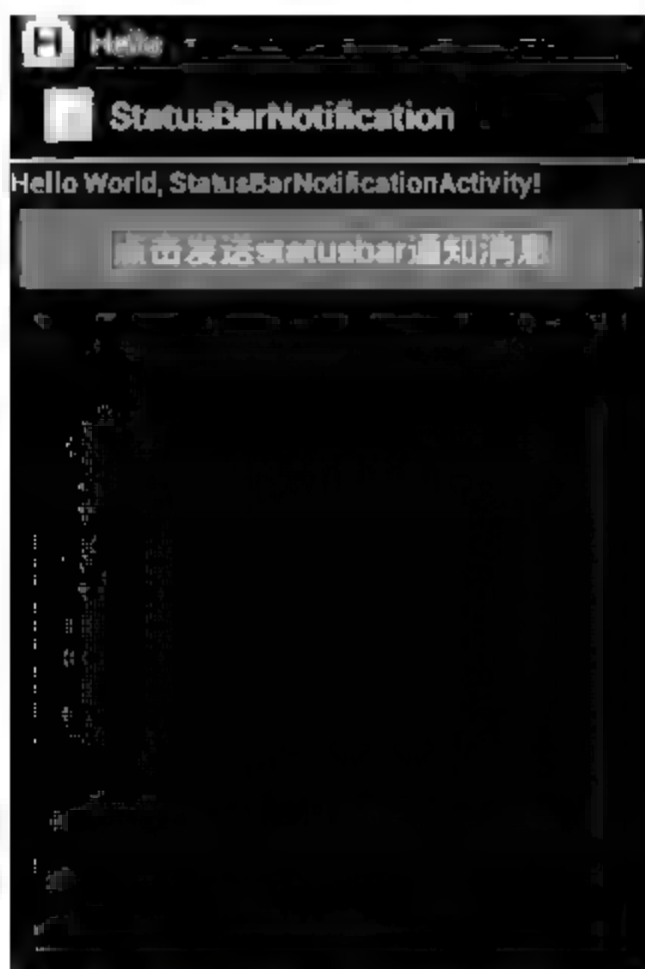 Hello
StatusBarNotification
Hello World, StatusBarNotificationActivity!
点击发送statusbar通知消息